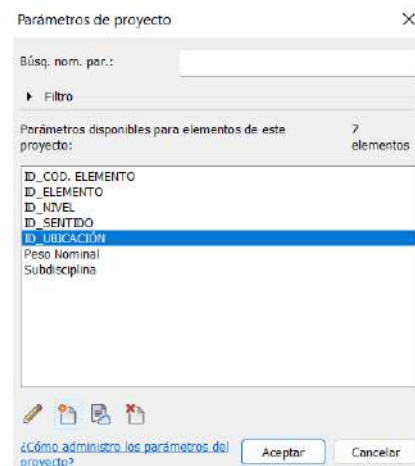 Parámetros de proyecto
Búsq. nom. par.:
Filtro
Parámetros disponibles para elementos de este proyecto:
7 elementos
ID_COD. ELEMENTO
ID_ELEMENTO
ID_NIVEL
ID_SENTIDO
ID_UBICACIÓN
Peso Nominal
Subdisciplina
¿Cómo administro los parámetros del proyecto?
Aceptar
Cancelar